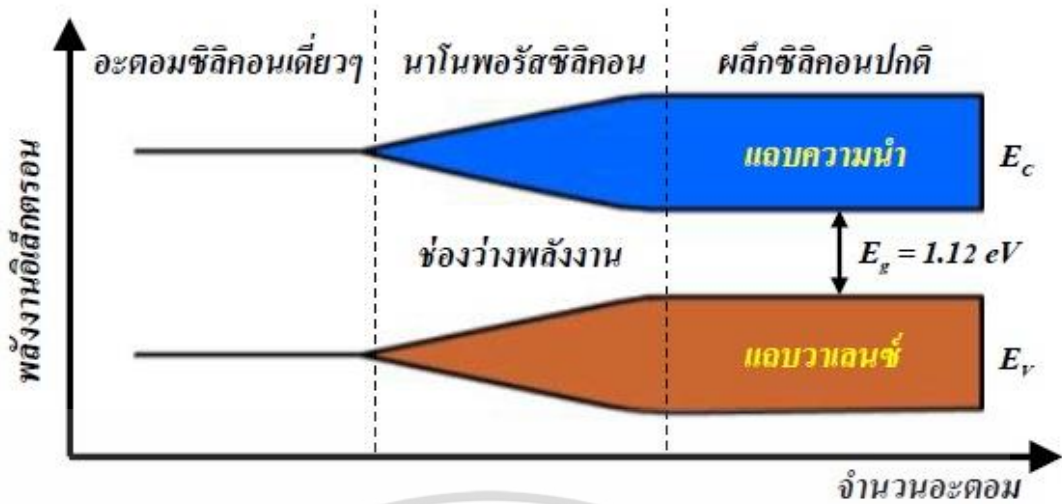 อะตอมซิลิคอนเดี่ยวๆ นาโนพอรัสซิลิคอน ผลึกซิลิคอนปกติ
พลังงานอิเล็กตรอน
แถบความนำ E_C
ช่องว่างพลังงาน E_g = 1.12 eV
แถบวาเลนซ์ E_V
จำนวนอะตอม